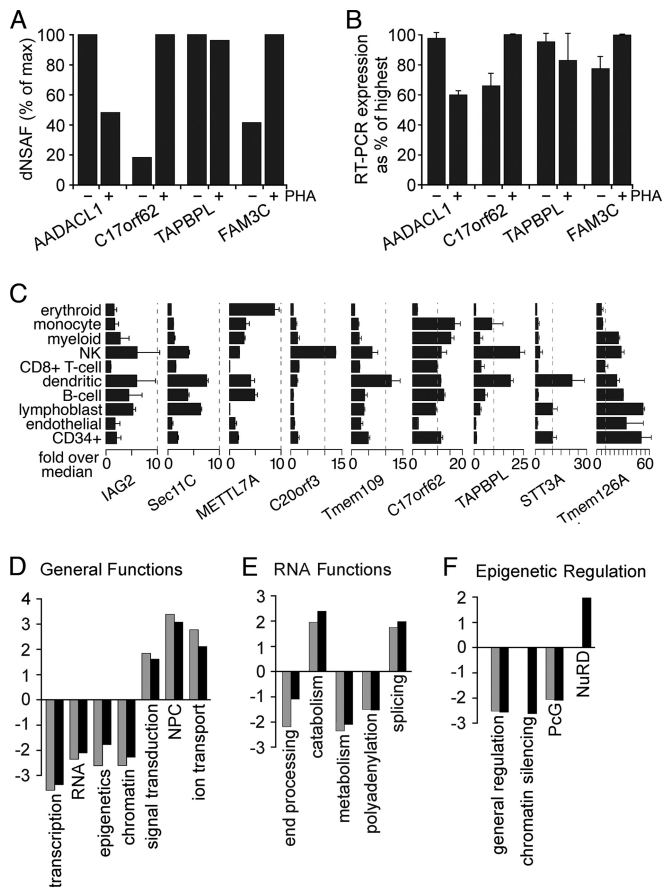 A
B
dNSAF (% of max)
100
80
60
40
20
0
− + − + − + − + PHA
AADACL1
C17orf62
TAPBPL
FAM3C
RT-PCR expression
as % of highest
100
80
60
40
20
0
− + − + − + − + PHA
AADACL1
C17orf62
TAPBPL
FAM3C
C
erythroid
monocyte
myeloid
NK
CD8+ T-cell
dendritic
B-cell
lymphoblast
endothelial
CD34+
fold over
median
0 10 0 10 0 10 0 15 0 15 0 20 0 25 0 30 0 60
IAG2
Sec11C
METTL7A
C20orf3
Tmem109
C17orf62
TAPBPL
STT3A
Tmem126A
D General Functions
4
3
2
1
0
-1
-2
-3
transcription
RNA
epigenetics
chromatin
signal transduction
NPC
ion transport
E RNA Functions
3
2
1
0
-1
-2
-3
end processing
catabolism
metabolism
polyadenylation
splicing
F Epigenetic Regulation
2
1
0
-1
-2
-3
general regulation
chromatin silencing
PcG
NuRD